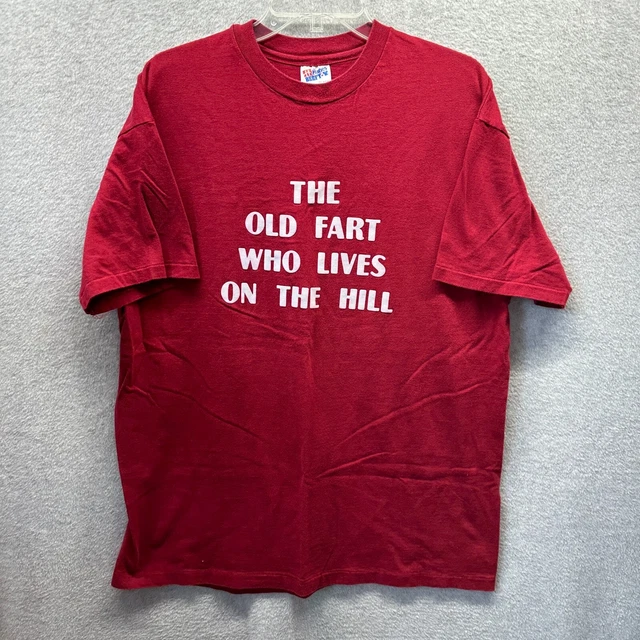 THE
OLD FART
WHO LIVES
ON THE HILL